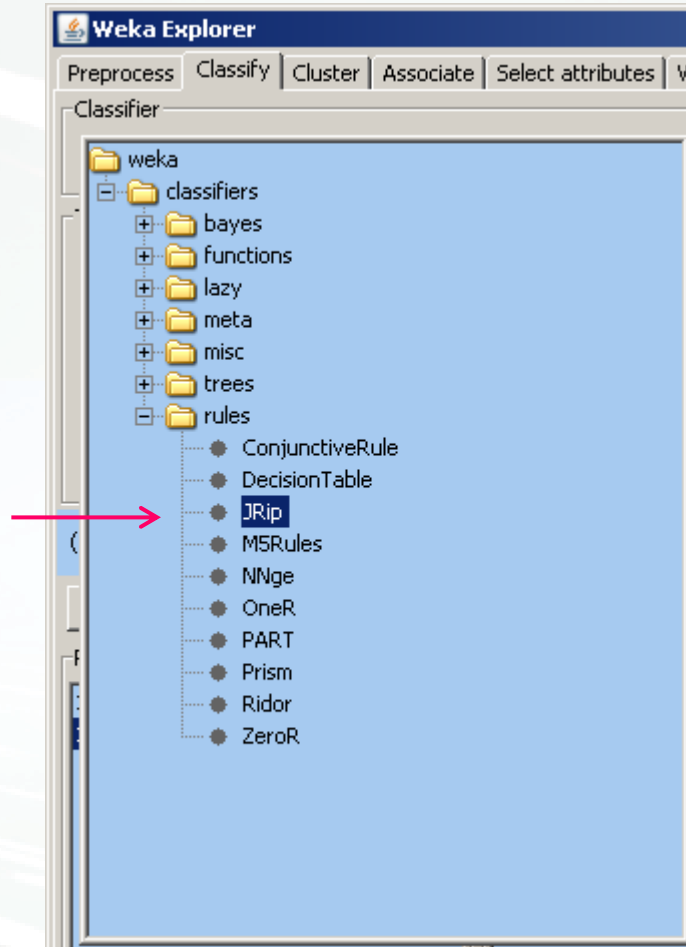 Weka Explorer
Preprocess Classify Cluster Associate Select attributes
Classifier
weka
classifiers
bayes
functions
lazy
meta
misc
trees
rules
ConjunctiveRule
DecisionTable
JRip
M5Rules
NNge
OneR
PART
Prism
Ridor
ZeroR